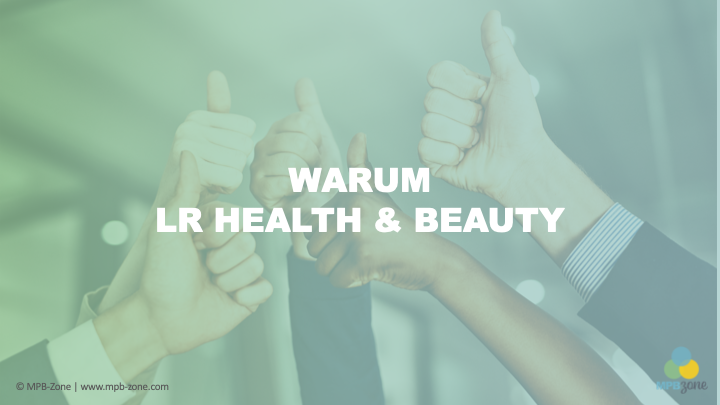 WARUM
LR HEALTH & BEAUTY
© MPB-Zone | www.mpb-zone.com
MPBzone